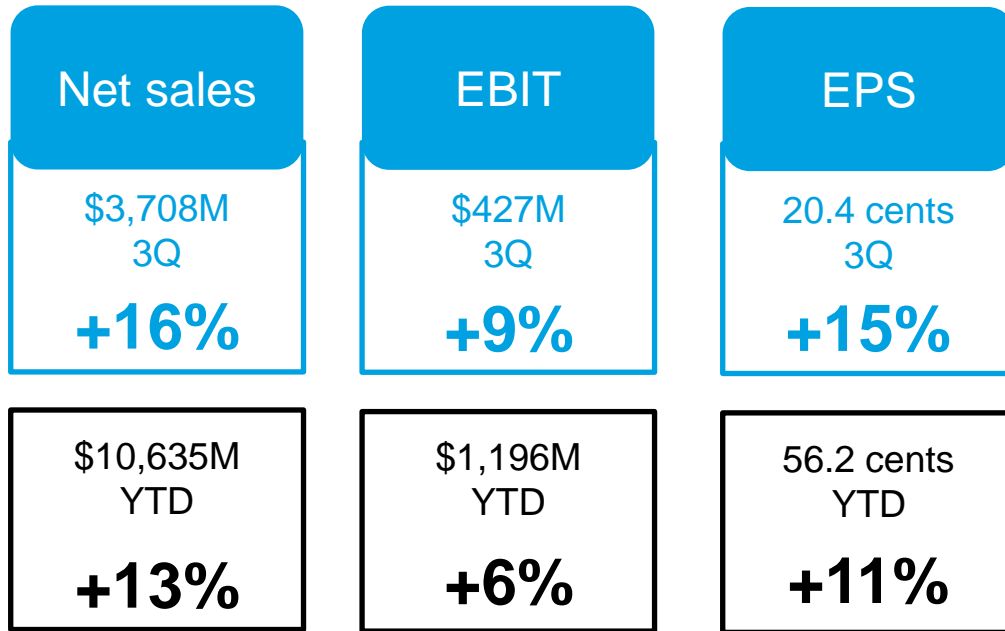 Net sales
$3,708M
3Q
+16%
$10,635M
YTD
+13%
EBIT
$427M
3Q
+9%
$1,196M
YTD
+6%
EPS
20.4 cents
3Q
+15%
56.2 cents
YTD
+11%